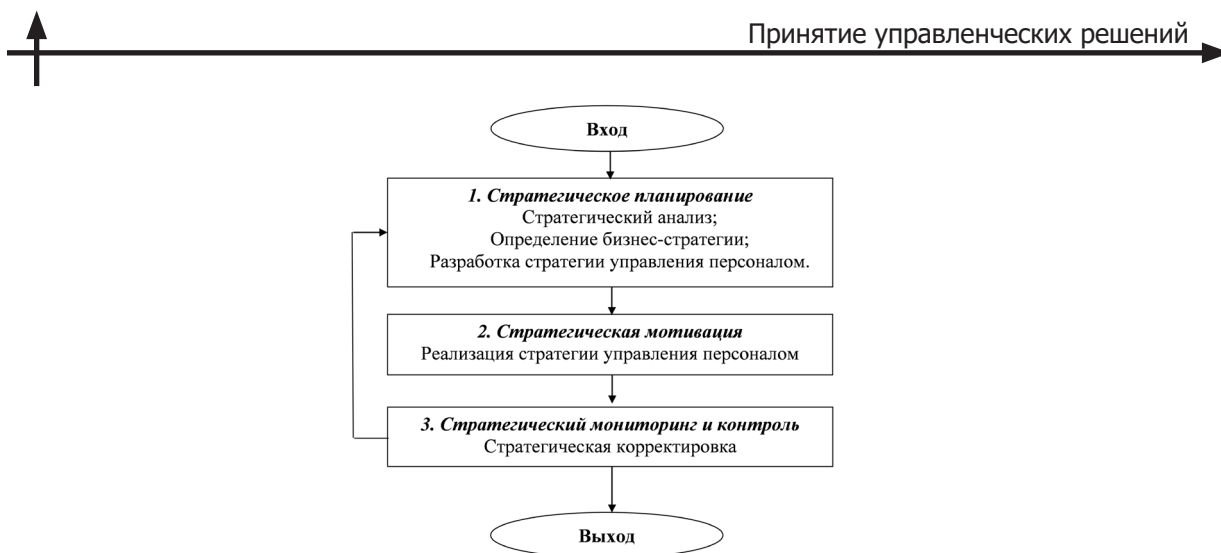 Принятие управленческих решений
Вход
1. Стратегическое планирование
Стратегический анализ;
Определение бизнес-стратегии;
Разработка стратегии управления персоналом.
2. Стратегическая мотивация
Реализация стратегии управления персоналом
3. Стратегический мониторинг и контроль
Стратегическая корректировка
Выход